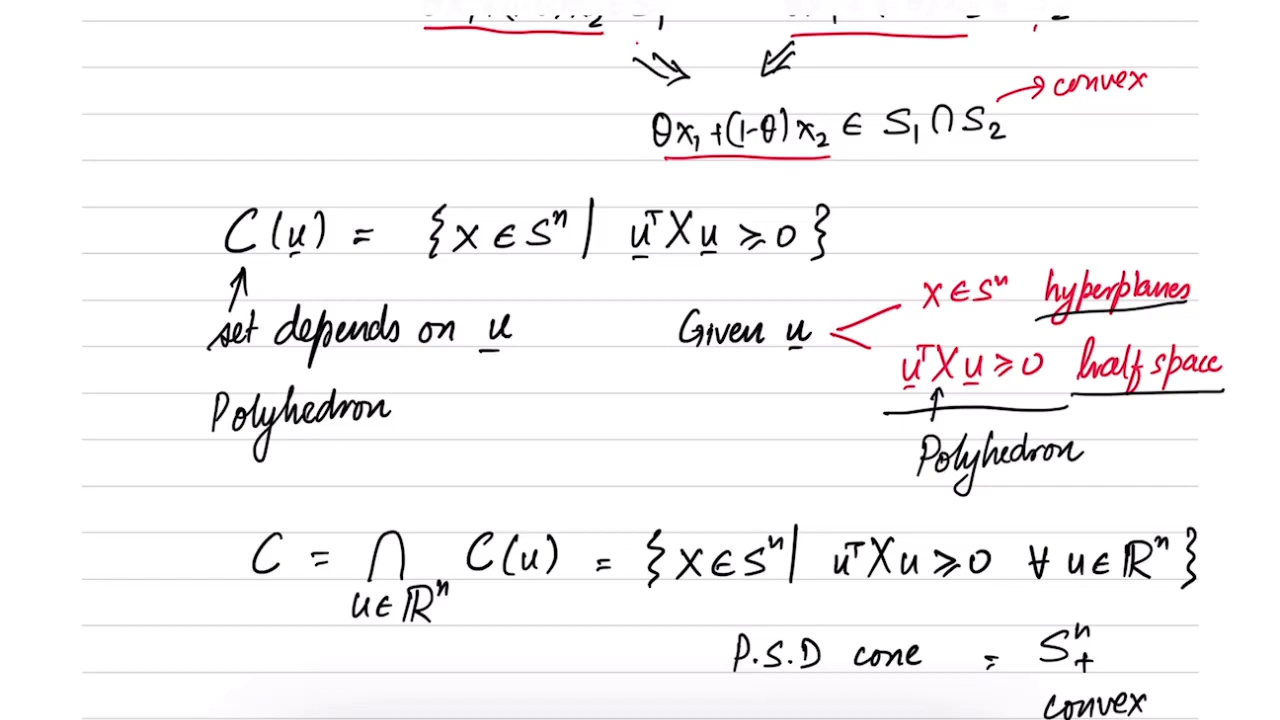 convex
θx₁+(1-θ)x₂ ∈ S₁∩S₂
C(u) = {X∈Sⁿ| uᵀXu ⩾0}
X∈Sⁿ hyperplanes
set depends on u
Given u
uᵀXu⩾0 half space
Polyhedron
Polyhedron
C = ∩ C(u) = {X∈Sⁿ| uᵀXu⩾0 ∀ u∈ℝⁿ}
u∈ℝⁿ
P.S.D cone = Sⁿ₊
convex